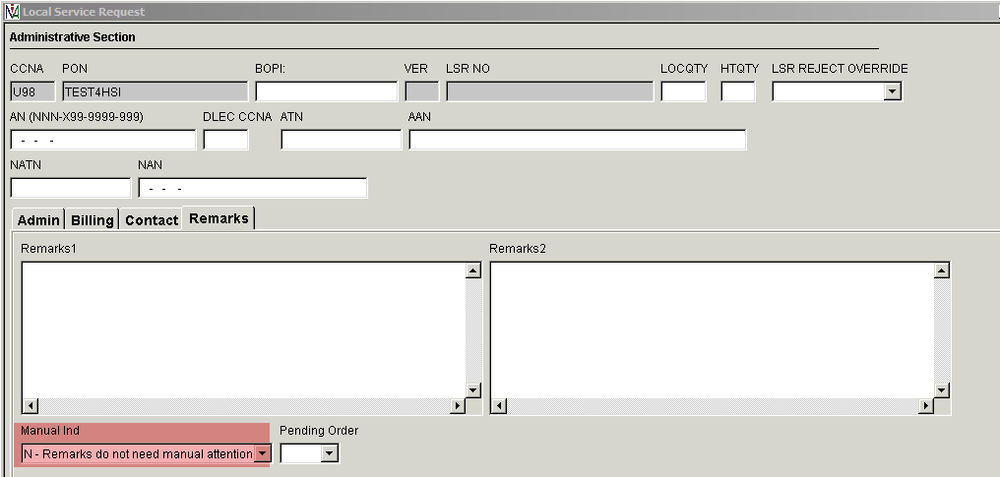 Local Service Request
Administrative Section
CCNA PON BOPI: VER LSR NO LOCQTY HTQTY LSR REJECT OVERRIDE
U98 TEST4HSI
AN (NNN-X99-9999-999) DLEC CCNA ATN AAN
- - -
NATN NAN
- - -
Admin Billing Contact Remarks
Remarks1 Remarks2
Manual Ind Pending Order
N - Remarks do not need manual attention